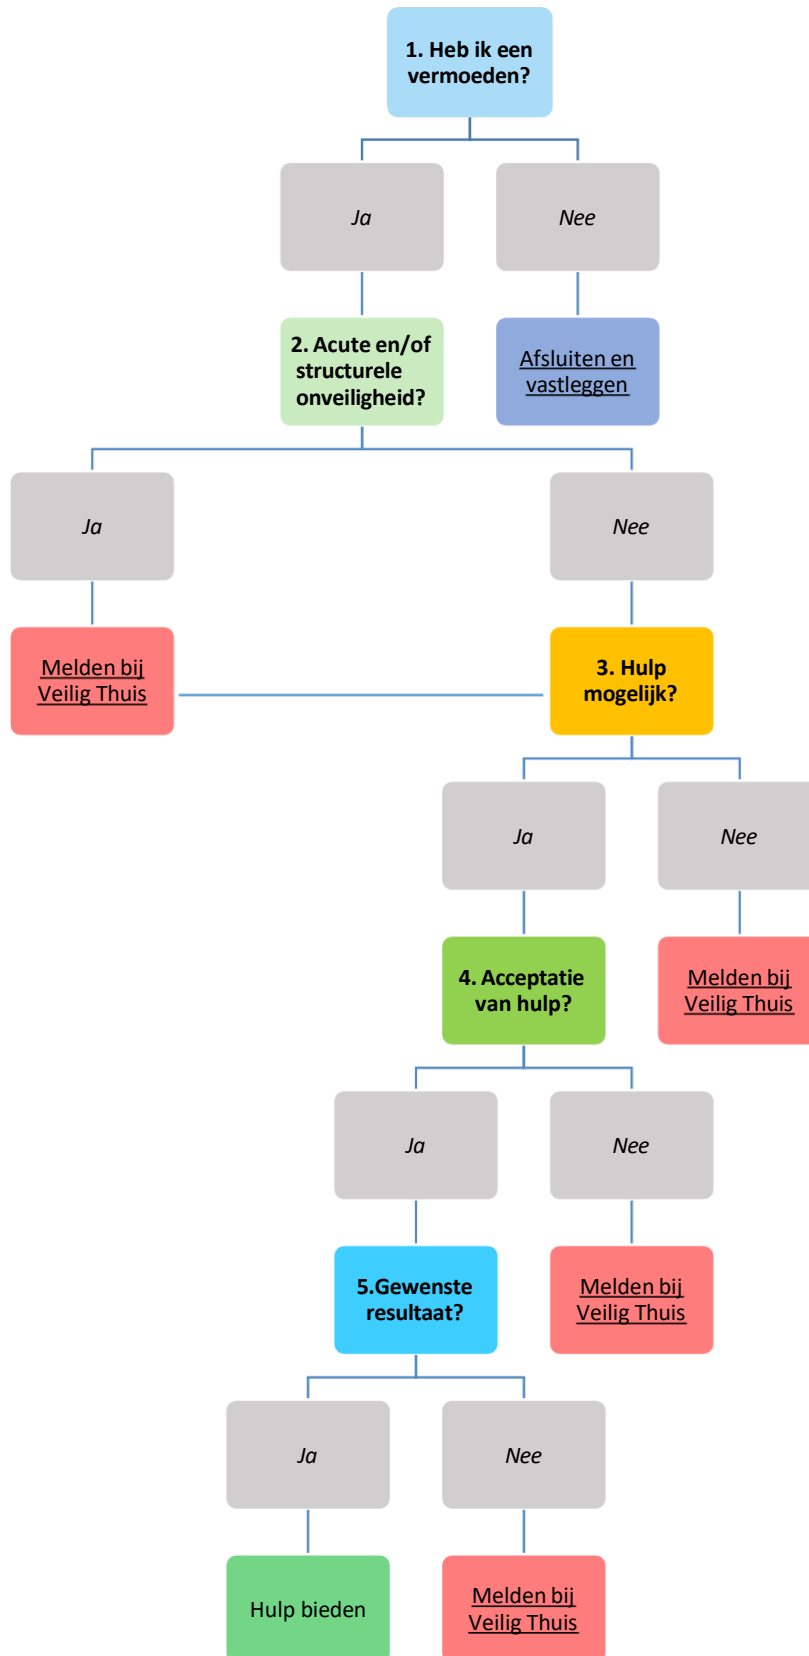 1. Heb ik een
vermoeden?
Ja
Nee
2. Acute en/of
structurele
onveiligheid?
Afsluiten en
vastleggen
Ja
Nee
Melden bij
Veilig Thuis
3. Hulp
mogelijk?
Ja
Nee
4. Acceptatie
van hulp?
Melden bij
Veilig Thuis
Ja
Nee
5.Gewenste
resultaat?
Melden bij
Veilig Thuis
Ja
Nee
Hulp bieden
Melden bij
Veilig Thuis